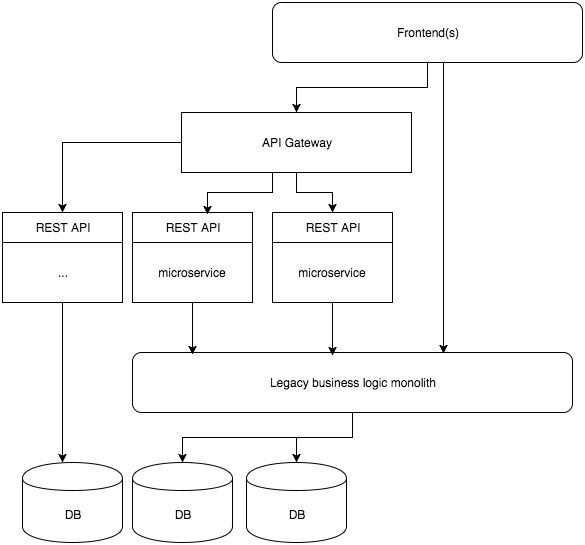 Frontend(s)
API Gateway
REST API
REST API
REST API
...
microservice
microservice
Legacy business logic monolith
DB
DB
DB